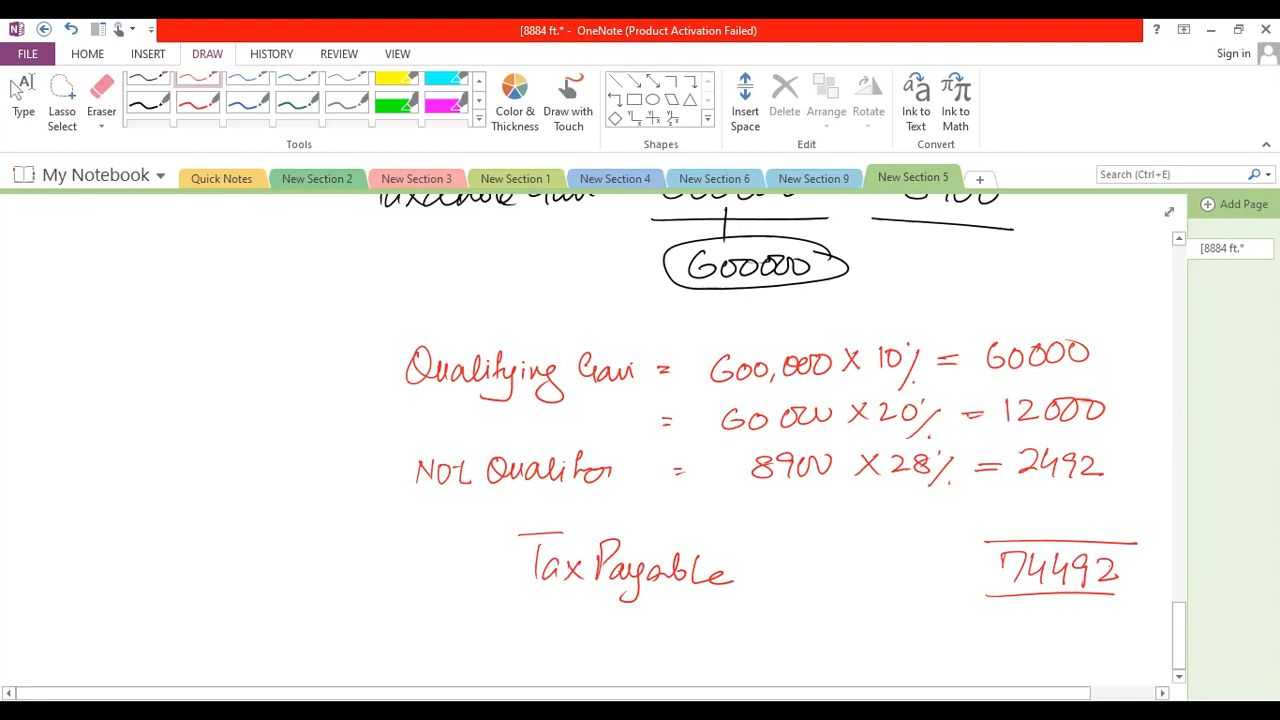 [8884 ft.* - OneNote (Product Activation Failed)
?
FILE HOME INSERT DRAW HISTORY REVIEW VIEW Sign in
Type Lasso Select Eraser Color & Thickness Draw with Touch Insert Space Delete Arrange Rotate Ink to Text Ink to Math
Tools Shapes Edit Convert
My Notebook Quick Notes New Section 2 New Section 3 New Section 1 New Section 4 New Section 6 New Section 9 New Section 5 Search (Ctrl+E)
Add Page
[8884 ft.*
600000
Qualifying Gain = 600,000 X 10% = 60000
= 60000 X 20% = 12000
Not Qualifor = 8900 X 28% = 2492
Tax Payable 74492